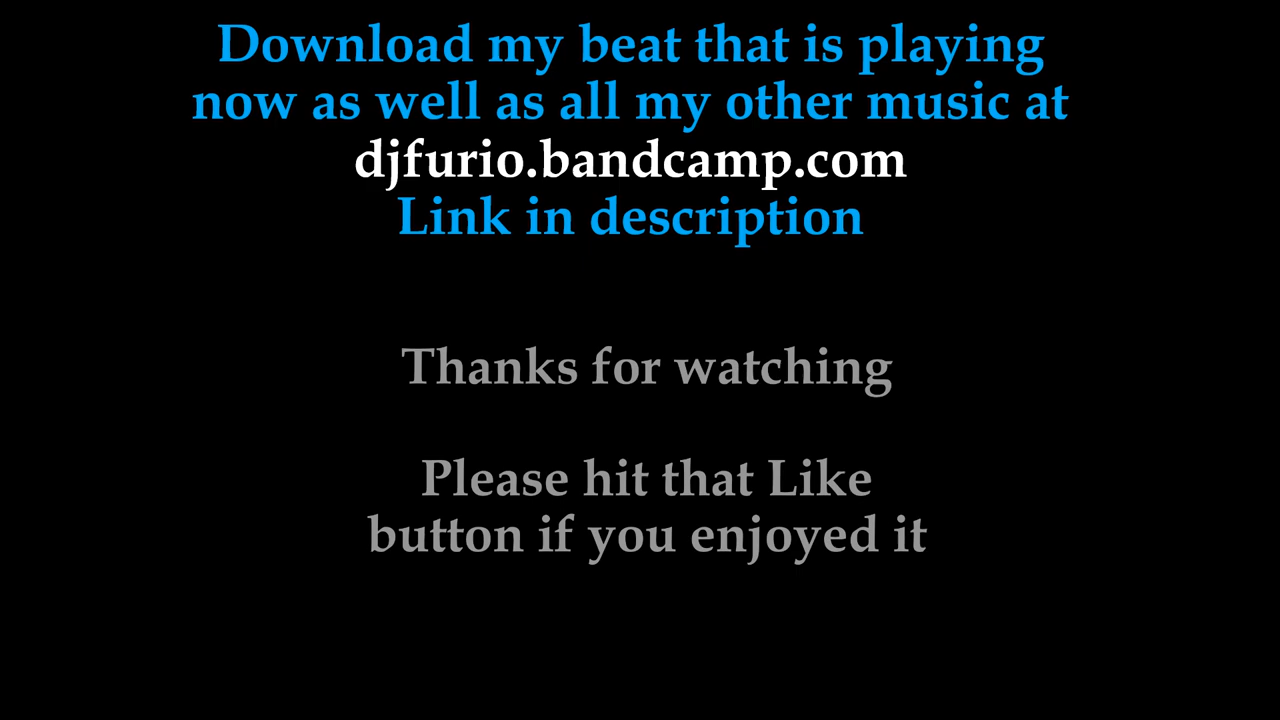 Download my beat that is playing
now as well as all my other music at
djfurio.bandcamp.com
Link in description
Thanks for watching
Please hit that Like
button if you enjoyed it